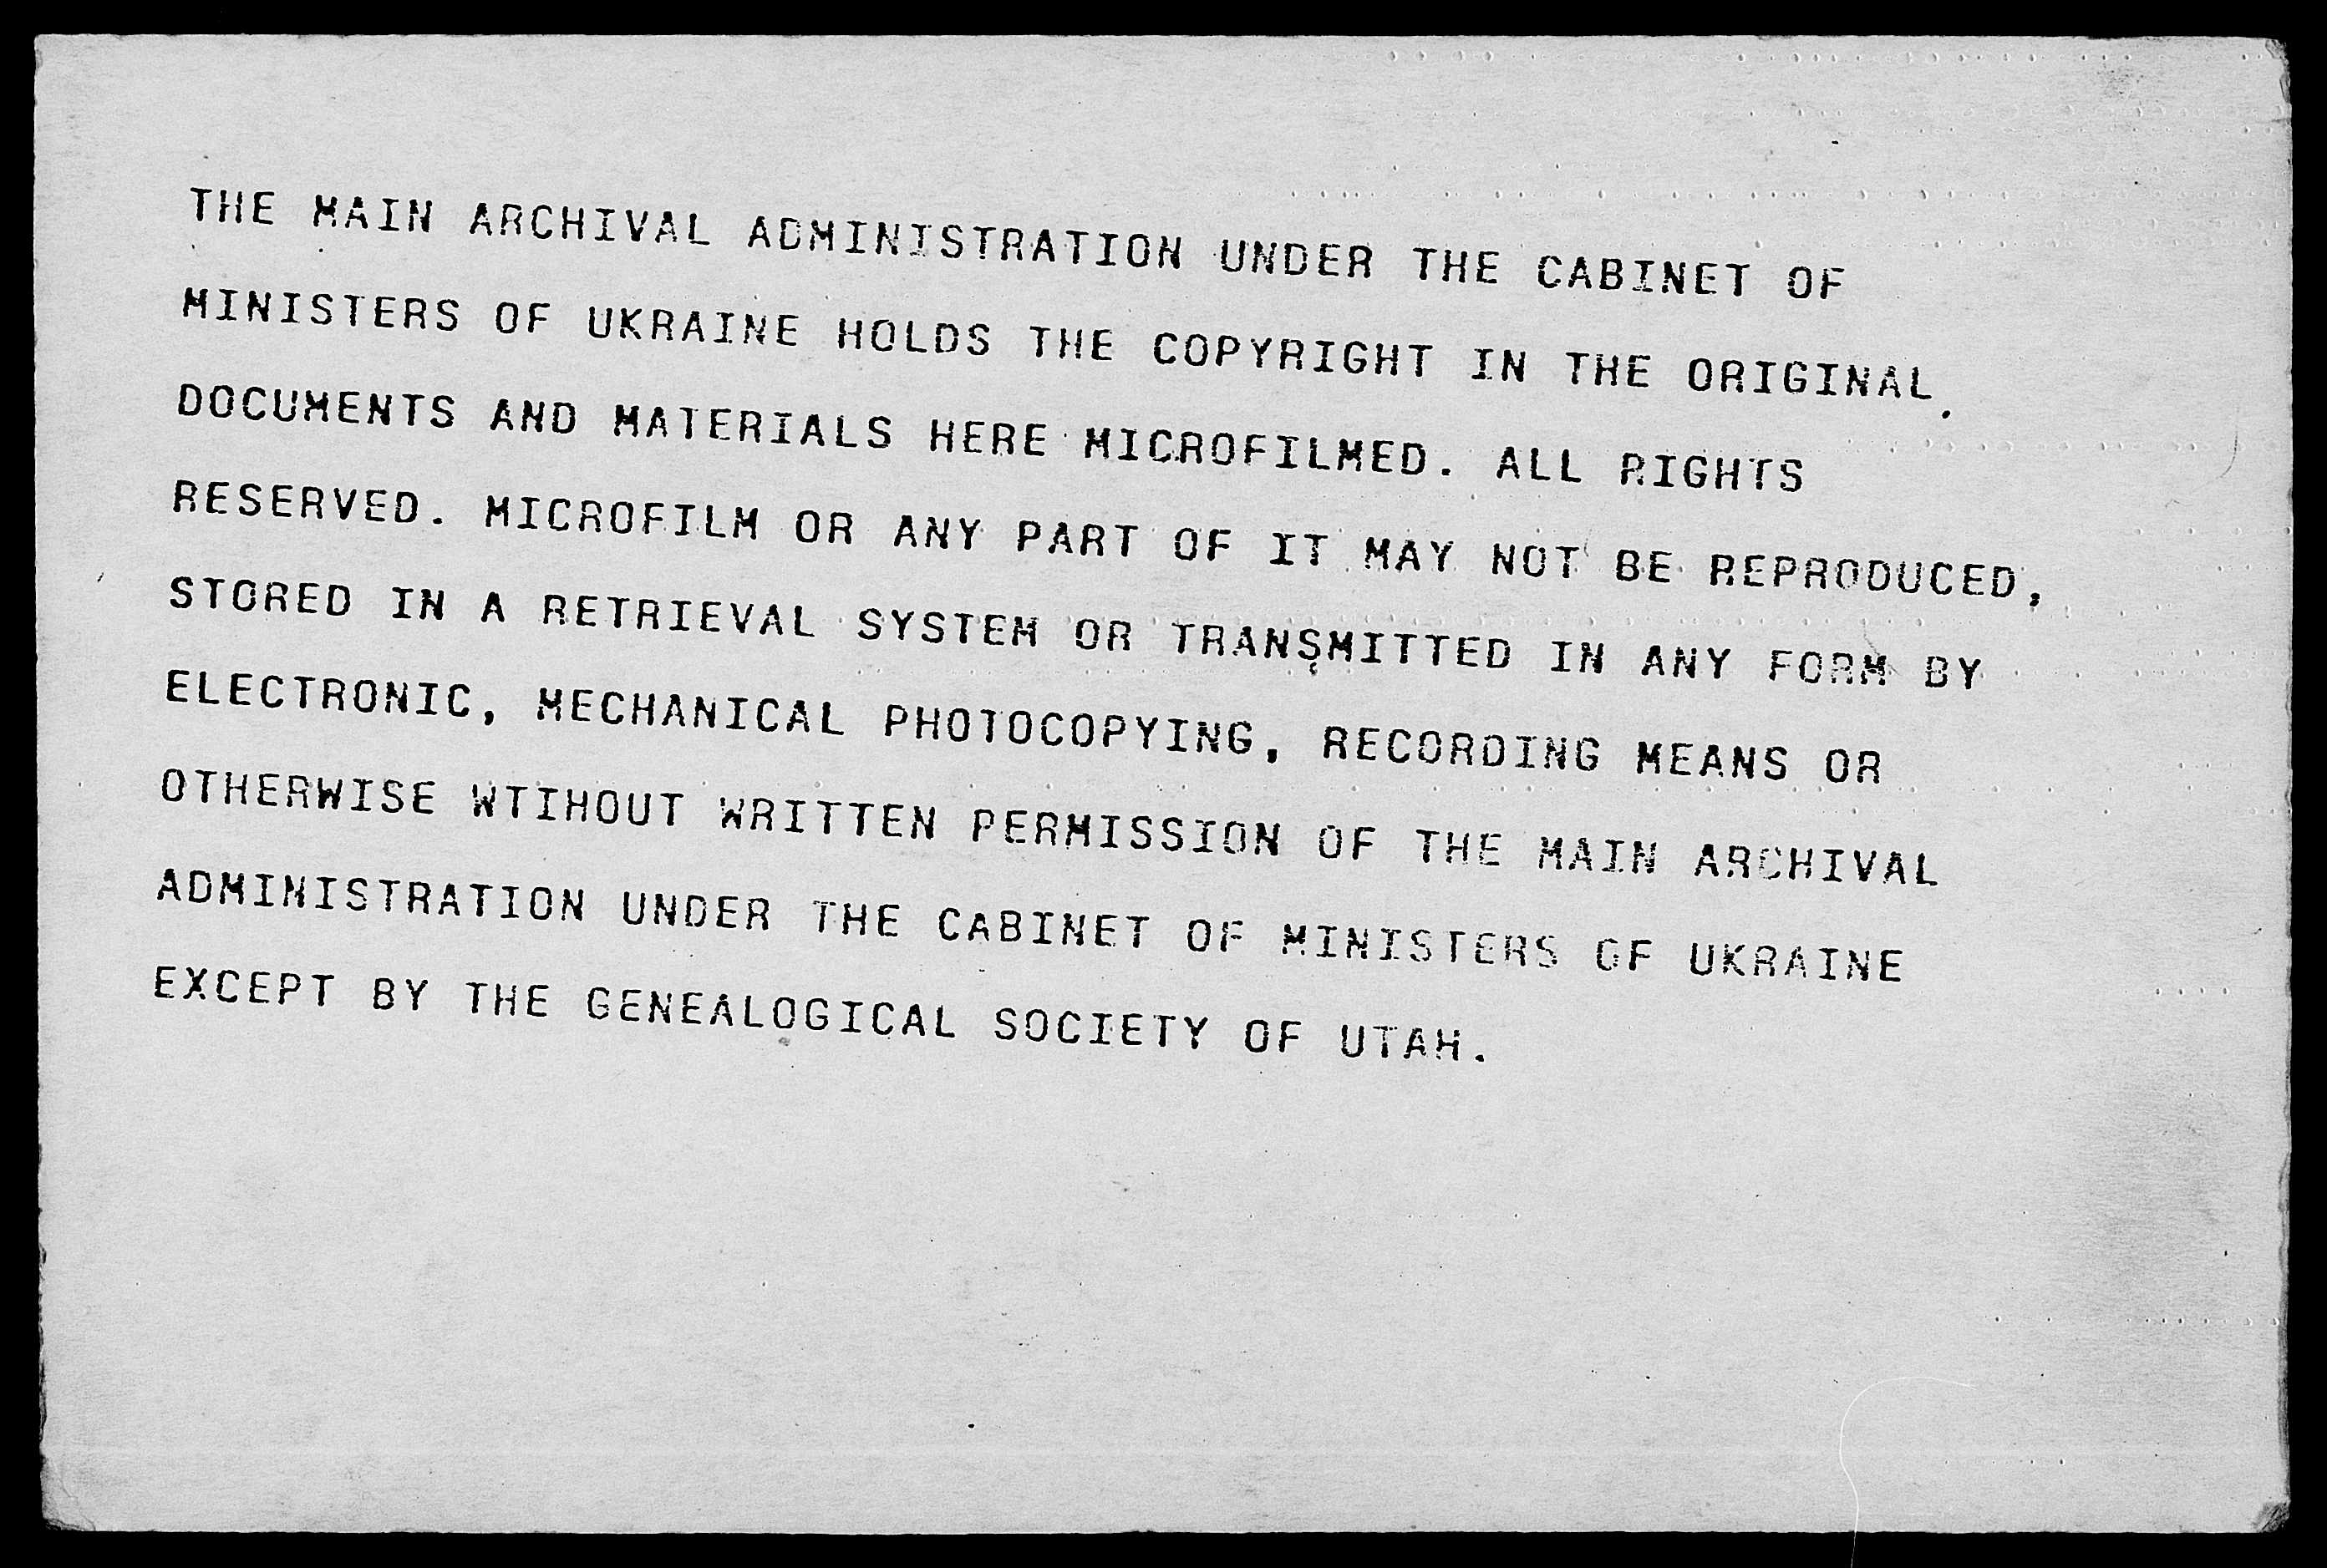 THE MAIN ARCHIVAL ADMINISTRATION UNDER THE CABINET OF
MINISTERS OF UKRAINE HOLDS THE COPYRIGHT IN THE ORIGINAL
DOCUMENTS AND MATERIALS HERE MICROFILMED. ALL RIGHTS
RESERVED. MICROFILM OR ANY PART OF IT MAY NOT BE REPRODUCED,
STORED IN A RETRIEVAL SYSTEM OR TRANSMITTED IN ANY FORM BY
ELECTRONIC, MECHANICAL PHOTOCOPYING, RECORDING MEANS OR
OTHERWISE WTIHOUT WRITTEN PERMISSION OF THE MAIN ARCHIVAL
ADMINISTRATION UNDER THE CABINET OF MINISTERS OF UKRAINE
EXCEPT BY THE GENEALOGICAL SOCIETY OF UTAH.